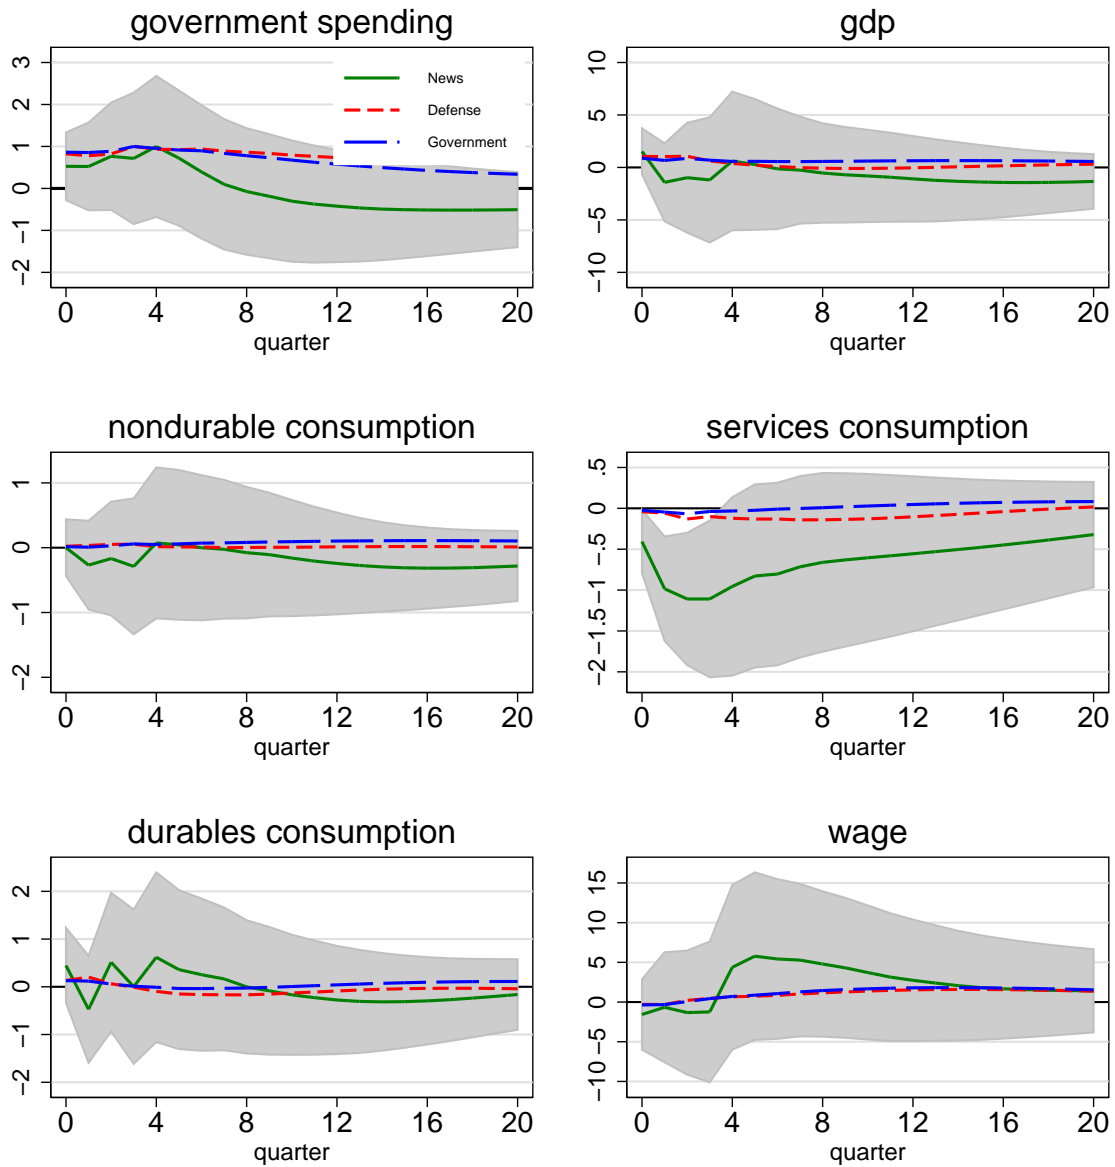 government spending
3
2
1
0
−1
−2
News
Defense
Government
0 4 8 12 16 20
quarter
gdp
10
5
0
−5
−10
0 4 8 12 16 20
quarter
nondurable consumption
1
0
−1
−2
0 4 8 12 16 20
quarter
services consumption
.5
0
−.5
−1
−1.5
−2
0 4 8 12 16 20
quarter
durables consumption
2
1
0
−1
−2
0 4 8 12 16 20
quarter
wage
15
10
5
0
−5
−10
0 4 8 12 16 20
quarter